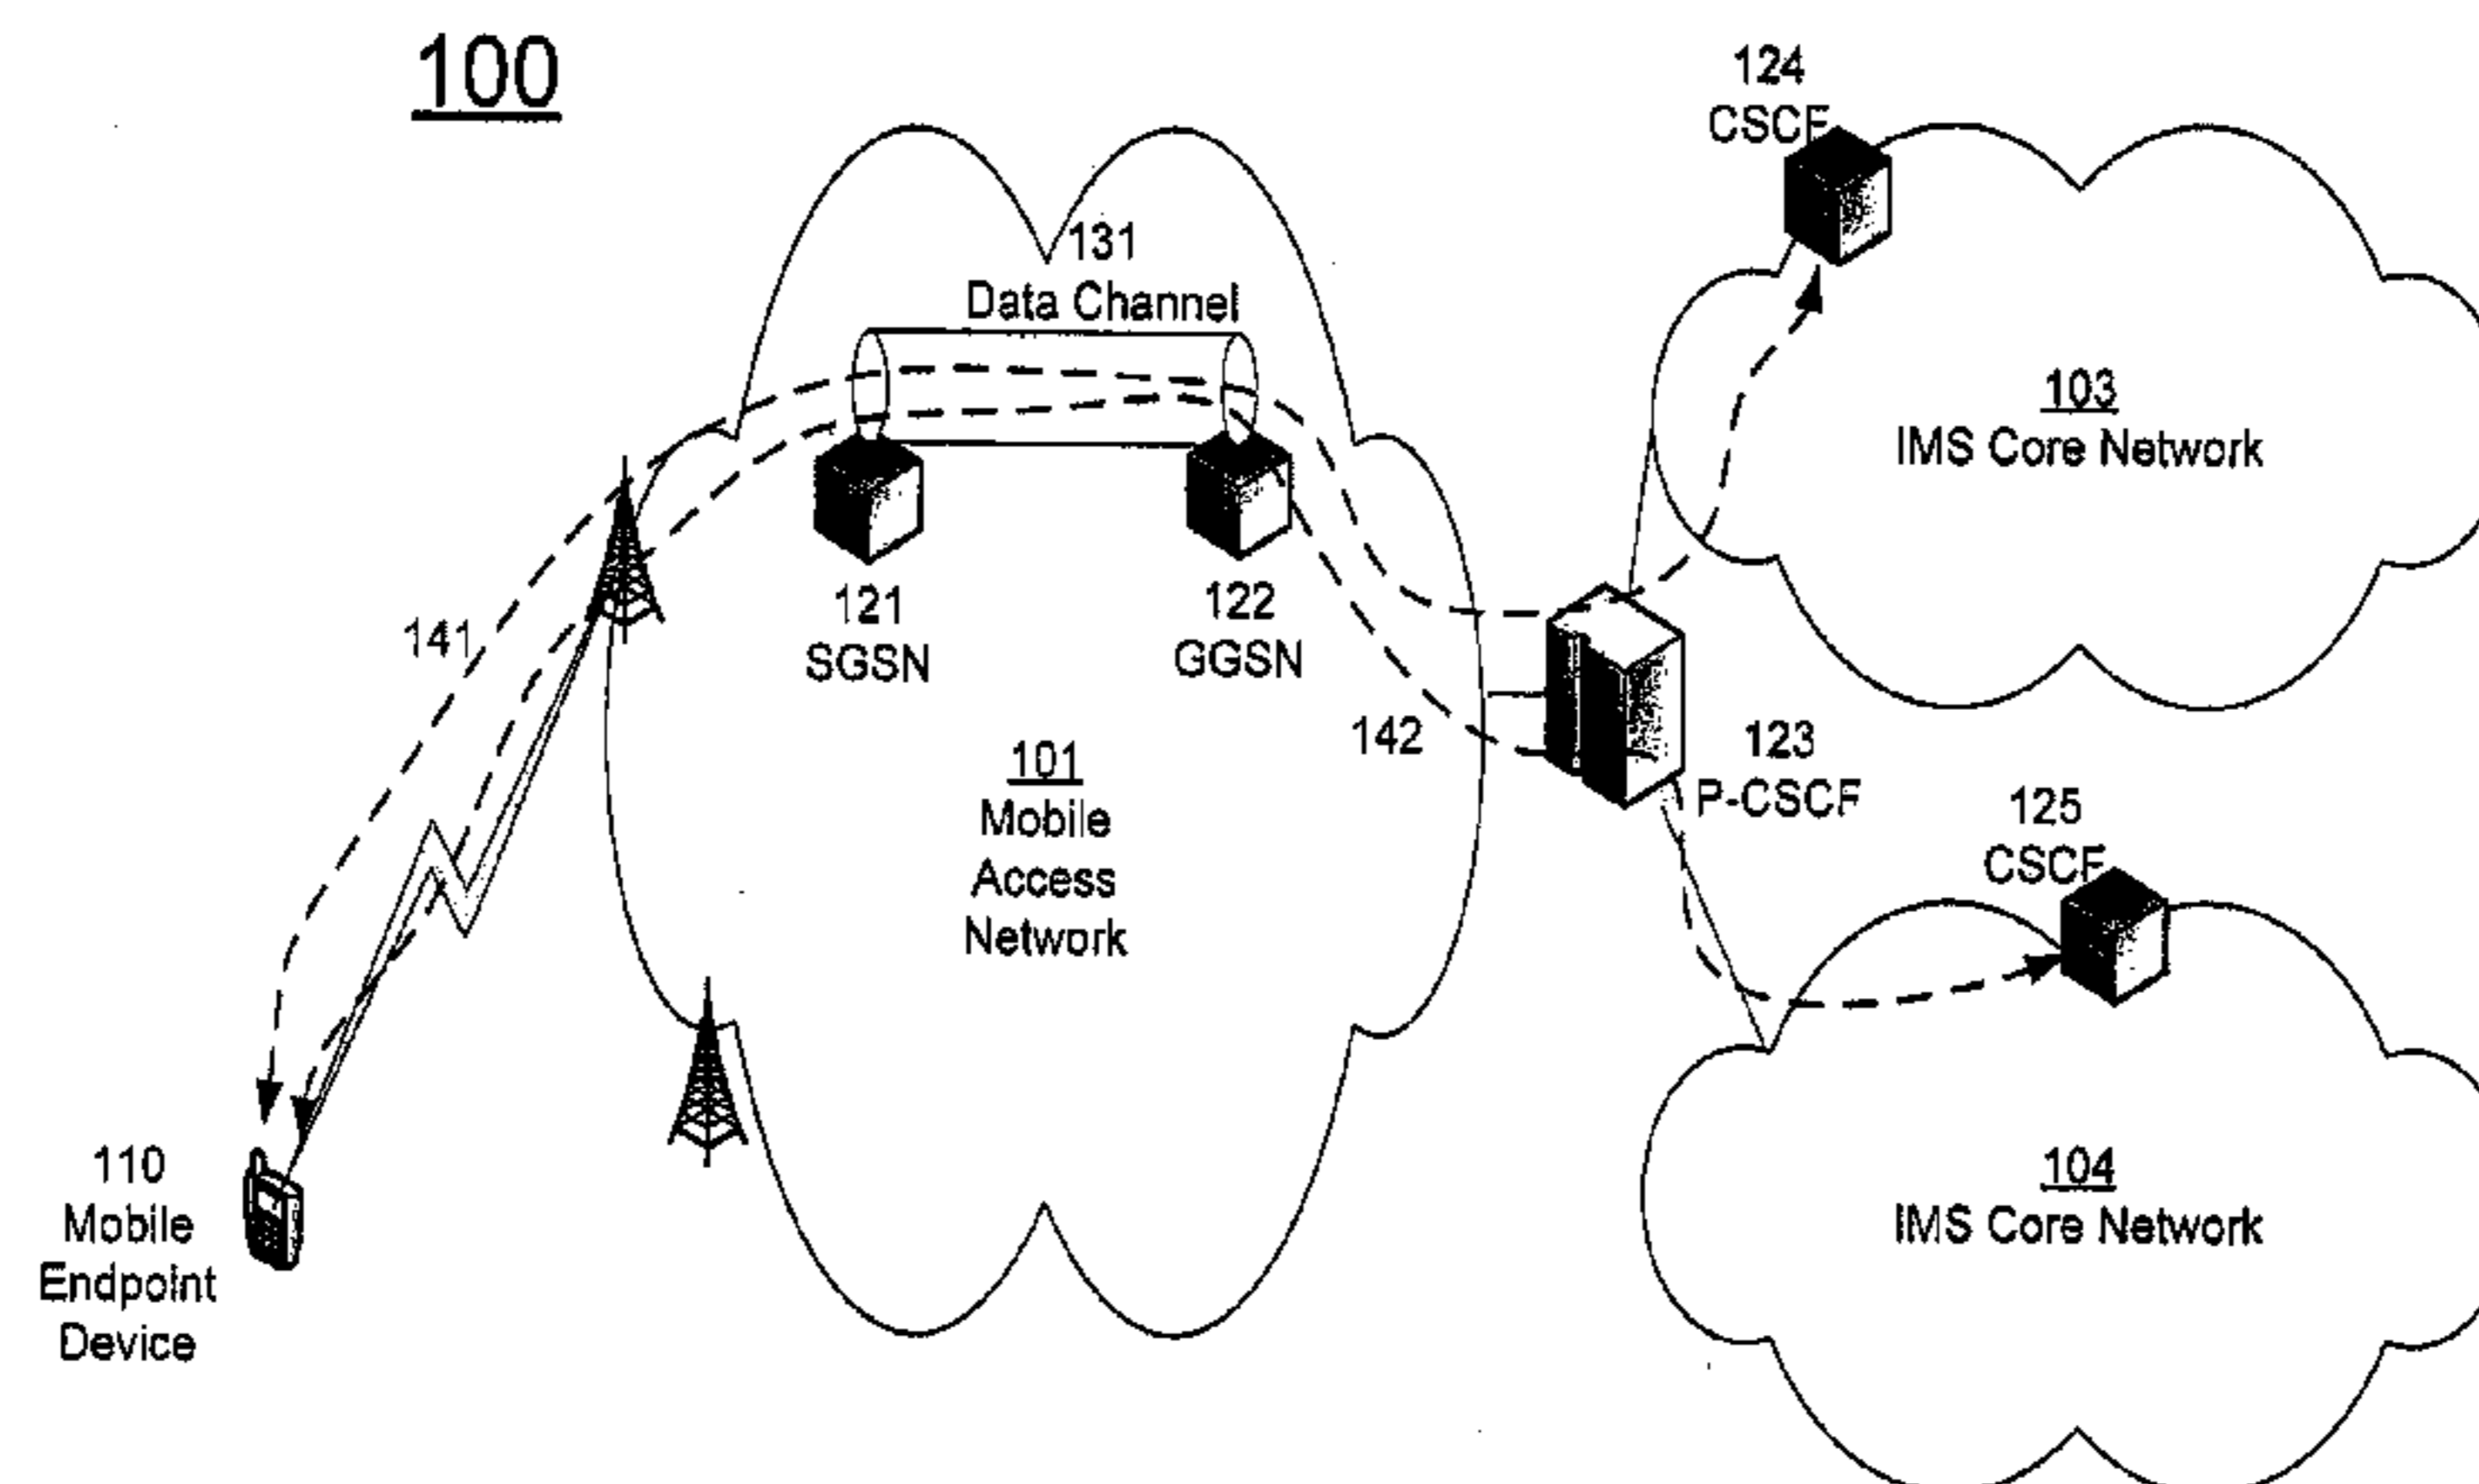 100
124
CSCF
131
Data Channel
103
IMS Core Network
141
121
SGSN
122
GGSN
142
123
P-CSCF
101
Mobile
Access
Network
125
CSCF
110
Mobile
Endpoint
Device
104
IMS Core Network